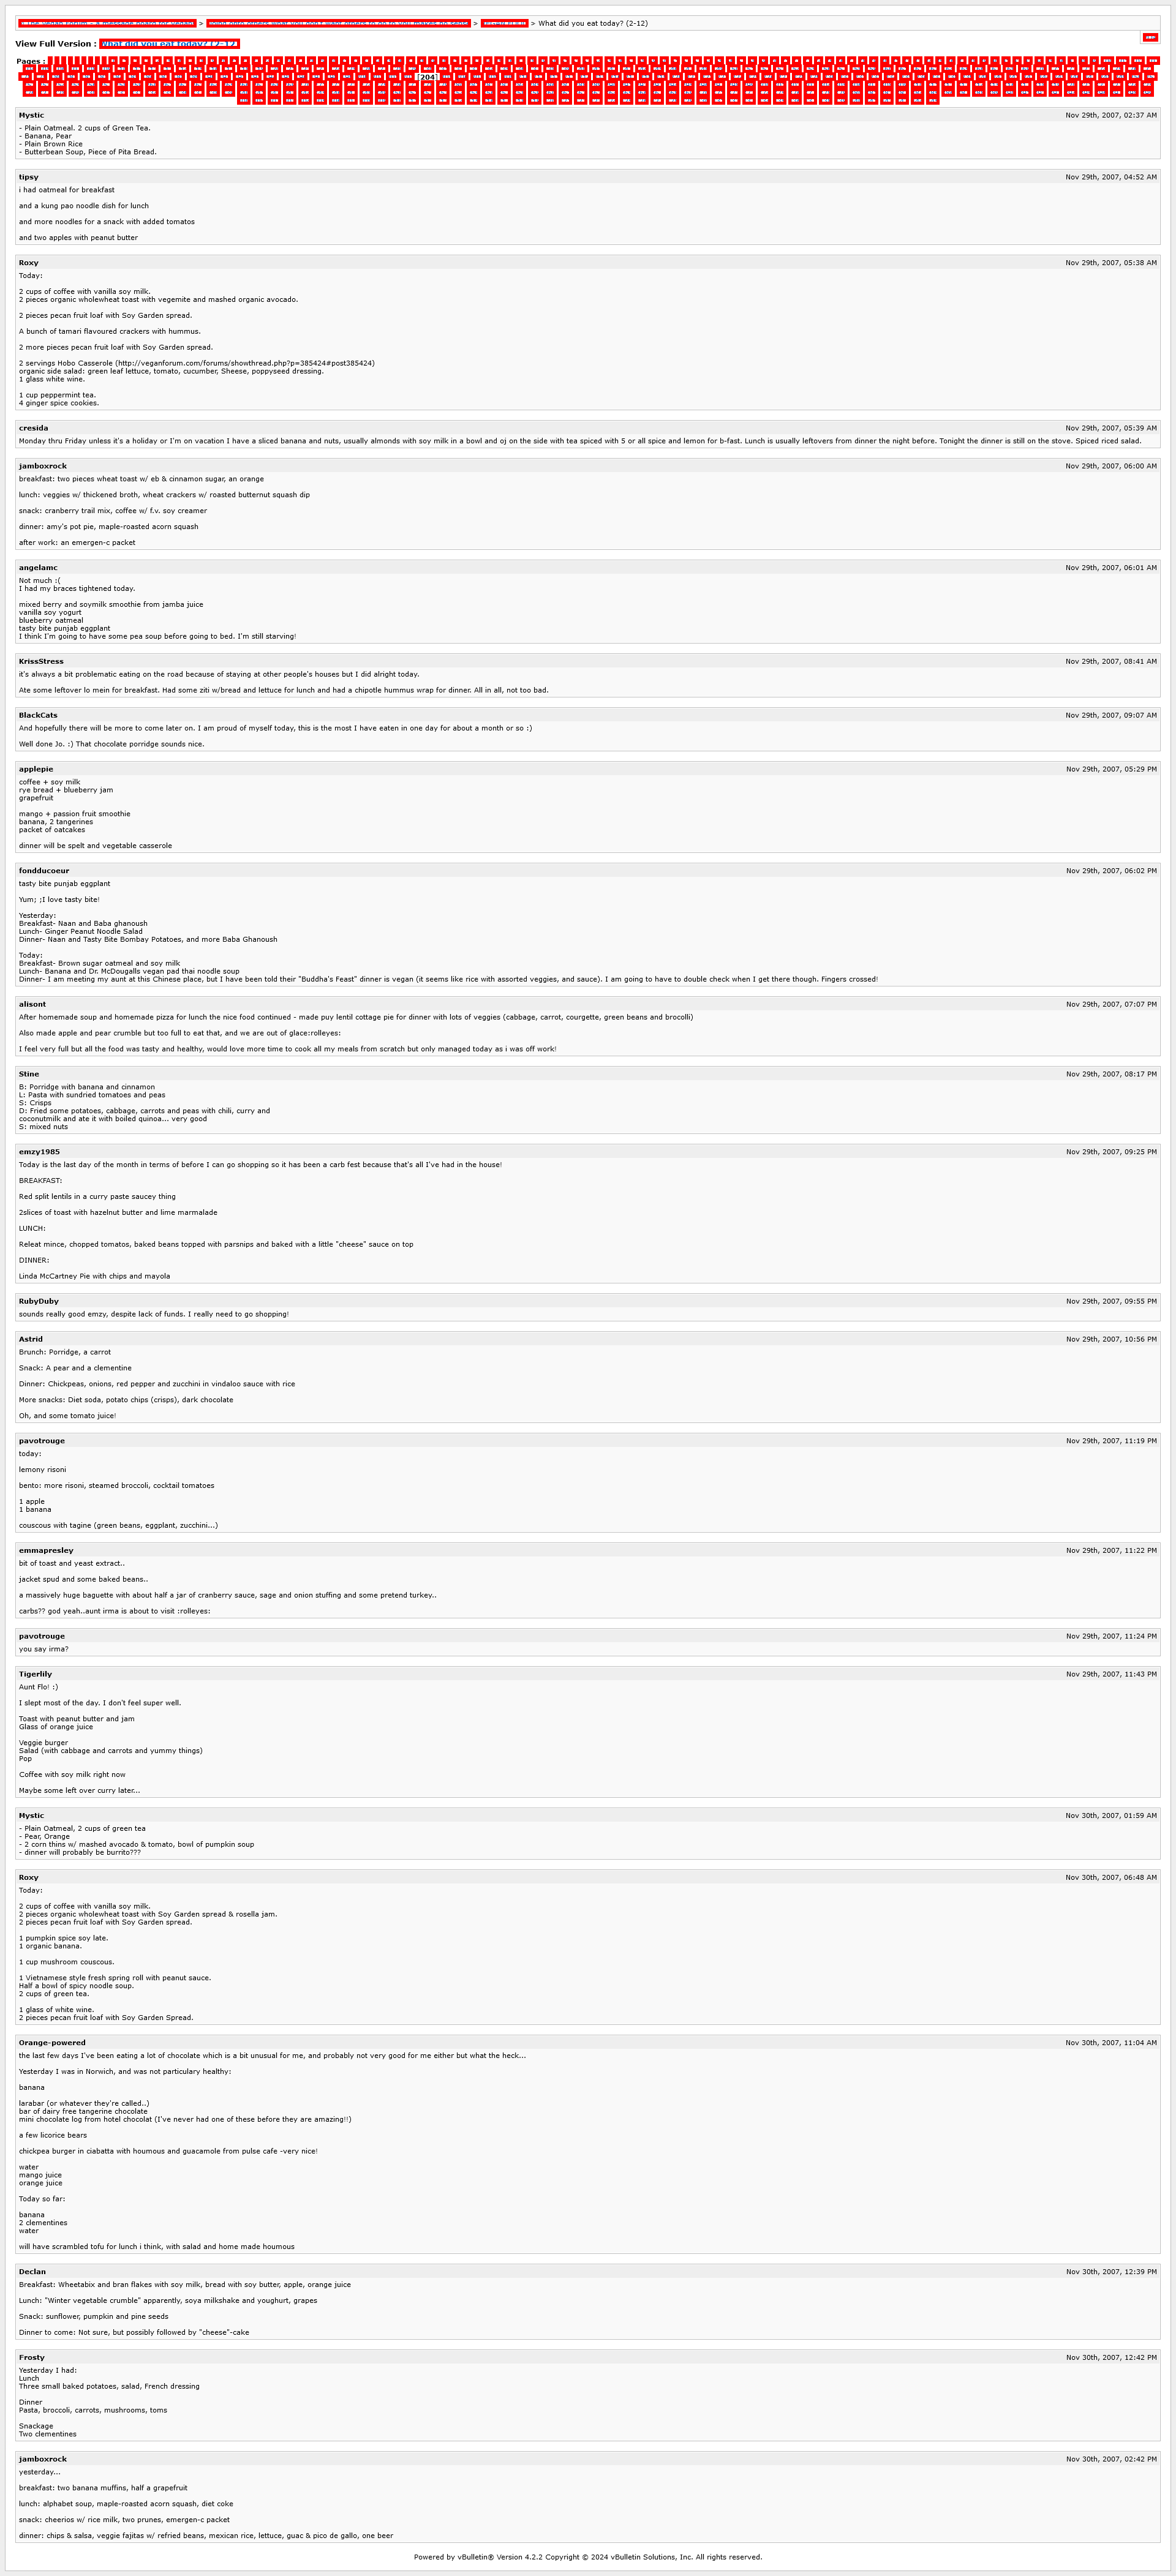 > What did you eat today? (2-12)
View Full Version : What did you eat today? (2-12)
Pages :
[204]
Mystic Nov 29th, 2007, 02:37 AM
- Plain Oatmeal. 2 cups of Green Tea.
- Banana, Pear
- Plain Brown Rice
- Butterbean Soup, Piece of Pita Bread.
tipsy Nov 29th, 2007, 04:52 AM
i had oatmeal for breakfast
and a kung pao noodle dish for lunch
and more noodles for a snack with added tomatos
and two apples with peanut butter
Roxy Nov 29th, 2007, 05:38 AM
Today:
2 cups of coffee with vanilla soy milk.
2 pieces organic wholewheat toast with vegemite and mashed organic avocado.
2 pieces pecan fruit loaf with Soy Garden spread.
A bunch of tamari flavoured crackers with hummus.
2 more pieces pecan fruit loaf with Soy Garden spread.
2 servings Hobo Casserole (http://veganforum.com/forums/showthread.php?p=385424#post385424)
organic side salad: green leaf lettuce, tomato, cucumber, Sheese, poppyseed dressing.
1 glass white wine.
1 cup peppermint tea.
4 ginger spice cookies.
cresida Nov 29th, 2007, 05:39 AM
Monday thru Friday unless it's a holiday or I'm on vacation I have a sliced banana and nuts, usually almonds with soy milk in a bowl and oj on the side with tea spiced with 5 or all spice and lemon for b-fast. Lunch is usually leftovers from dinner the night before. Tonight the dinner is still on the stove. Spiced riced salad.
jamboxrock Nov 29th, 2007, 06:00 AM
breakfast: two pieces wheat toast w/ eb & cinnamon sugar, an orange
lunch: veggies w/ thickened broth, wheat crackers w/ roasted butternut squash dip
snack: cranberry trail mix, coffee w/ f.v. soy creamer
dinner: amy's pot pie, maple-roasted acorn squash
after work: an emergen-c packet
angelamc Nov 29th, 2007, 06:01 AM
Not much :(
I had my braces tightened today.
mixed berry and soymilk smoothie from jamba juice
vanilla soy yogurt
blueberry oatmeal
tasty bite punjab eggplant
I think I'm going to have some pea soup before going to bed. I'm still starving!
KrissStress Nov 29th, 2007, 08:41 AM
it's always a bit problematic eating on the road because of staying at other people's houses but I did alright today.
Ate some leftover lo mein for breakfast. Had some ziti w/bread and lettuce for lunch and had a chipotle hummus wrap for dinner. All in all, not too bad.
BlackCats Nov 29th, 2007, 09:07 AM
And hopefully there will be more to come later on. I am proud of myself today, this is the most I have eaten in one day for about a month or so :)
Well done Jo. :) That chocolate porridge sounds nice.
applepie Nov 29th, 2007, 05:29 PM
coffee + soy milk
rye bread + blueberry jam
grapefruit
mango + passion fruit smoothie
banana, 2 tangerines
packet of oatcakes
dinner will be spelt and vegetable casserole
fondducoeur Nov 29th, 2007, 06:02 PM
tasty bite punjab eggplant
Yum; ;I love tasty bite!
Yesterday:
Breakfast- Naan and Baba ghanoush
Lunch- Ginger Peanut Noodle Salad
Dinner- Naan and Tasty Bite Bombay Potatoes, and more Baba Ghanoush
Today:
Breakfast- Brown sugar oatmeal and soy milk
Lunch- Banana and Dr. McDougalls vegan pad thai noodle soup
Dinner- I am meeting my aunt at this Chinese place, but I have been told their "Buddha's Feast" dinner is vegan (it seems like rice with assorted veggies, and sauce). I am going to have to double check when I get there though. Fingers crossed!
alisont Nov 29th, 2007, 07:07 PM
After homemade soup and homemade pizza for lunch the nice food continued - made puy lentil cottage pie for dinner with lots of veggies (cabbage, carrot, courgette, green beans and brocolli)
Also made apple and pear crumble but too full to eat that, and we are out of glace:rolleyes:
I feel very full but all the food was tasty and healthy, would love more time to cook all my meals from scratch but only managed today as i was off work!
Stine Nov 29th, 2007, 08:17 PM
B: Porridge with banana and cinnamon
L: Pasta with sundried tomatoes and peas
S: Crisps
D: Fried some potatoes, cabbage, carrots and peas with chili, curry and
coconutmilk and ate it with boiled quinoa... very good
S: mixed nuts
emzy1985 Nov 29th, 2007, 09:25 PM
Today is the last day of the month in terms of before I can go shopping so it has been a carb fest because that's all I've had in the house!
BREAKFAST:
Red split lentils in a curry paste saucey thing
2slices of toast with hazelnut butter and lime marmalade
LUNCH:
Releat mince, chopped tomatos, baked beans topped with parsnips and baked with a little "cheese" sauce on top
DINNER:
Linda McCartney Pie with chips and mayola
RubyDuby Nov 29th, 2007, 09:55 PM
sounds really good emzy, despite lack of funds. I really need to go shopping!
Astrid Nov 29th, 2007, 10:56 PM
Brunch: Porridge, a carrot
Snack: A pear and a clementine
Dinner: Chickpeas, onions, red pepper and zucchini in vindaloo sauce with rice
More snacks: Diet soda, potato chips (crisps), dark chocolate
Oh, and some tomato juice!
pavotrouge Nov 29th, 2007, 11:19 PM
today:
lemony risoni
bento: more risoni, steamed broccoli, cocktail tomatoes
1 apple
1 banana
couscous with tagine (green beans, eggplant, zucchini...)
emmapresley Nov 29th, 2007, 11:22 PM
bit of toast and yeast extract..
jacket spud and some baked beans..
a massively huge baguette with about half a jar of cranberry sauce, sage and onion stuffing and some pretend turkey..
carbs?? god yeah..aunt irma is about to visit :rolleyes:
pavotrouge Nov 29th, 2007, 11:24 PM
you say irma?
Tigerlily Nov 29th, 2007, 11:43 PM
Aunt Flo! :)
I slept most of the day. I don't feel super well.
Toast with peanut butter and jam
Glass of orange juice
Veggie burger
Salad (with cabbage and carrots and yummy things)
Pop
Coffee with soy milk right now
Maybe some left over curry later...
Mystic Nov 30th, 2007, 01:59 AM
- Plain Oatmeal, 2 cups of green tea
- Pear, Orange
- 2 corn thins w/ mashed avocado & tomato, bowl of pumpkin soup
- dinner will probably be burrito???
Roxy Nov 30th, 2007, 06:48 AM
Today:
2 cups of coffee with vanilla soy milk.
2 pieces organic wholewheat toast with Soy Garden spread & rosella jam.
2 pieces pecan fruit loaf with Soy Garden spread.
1 pumpkin spice soy late.
1 organic banana.
1 cup mushroom couscous.
1 Vietnamese style fresh spring roll with peanut sauce.
Half a bowl of spicy noodle soup.
2 cups of green tea.
1 glass of white wine.
2 pieces pecan fruit loaf with Soy Garden Spread.
Orange-powered Nov 30th, 2007, 11:04 AM
the last few days I've been eating a lot of chocolate which is a bit unusual for me, and probably not very good for me either but what the heck...
Yesterday I was in Norwich, and was not particulary healthy:
banana
larabar (or whatever they're called..)
bar of dairy free tangerine chocolate
mini chocolate log from hotel chocolat (I've never had one of these before they are amazing!!)
a few licorice bears
chickpea burger in ciabatta with houmous and guacamole from pulse cafe -very nice!
water
mango juice
orange juice
Today so far:
banana
2 clementines
water
will have scrambled tofu for lunch i think, with salad and home made houmous
Declan Nov 30th, 2007, 12:39 PM
Breakfast: Wheetabix and bran flakes with soy milk, bread with soy butter, apple, orange juice
Lunch: "Winter vegetable crumble" apparently, soya milkshake and youghurt, grapes
Snack: sunflower, pumpkin and pine seeds
Dinner to come: Not sure, but possibly followed by "cheese"-cake
Frosty Nov 30th, 2007, 12:42 PM
Yesterday I had:
Lunch
Three small baked potatoes, salad, French dressing
Dinner
Pasta, broccoli, carrots, mushrooms, toms
Snackage
Two clementines
jamboxrock Nov 30th, 2007, 02:42 PM
yesterday...
breakfast: two banana muffins, half a grapefruit
lunch: alphabet soup, maple-roasted acorn squash, diet coke
snack: cheerios w/ rice milk, two prunes, emergen-c packet
dinner: chips & salsa, veggie fajitas w/ refried beans, mexican rice, lettuce, guac & pico de gallo, one beer
Powered by vBulletin® Version 4.2.2 Copyright © 2024 vBulletin Solutions, Inc. All rights reserved.